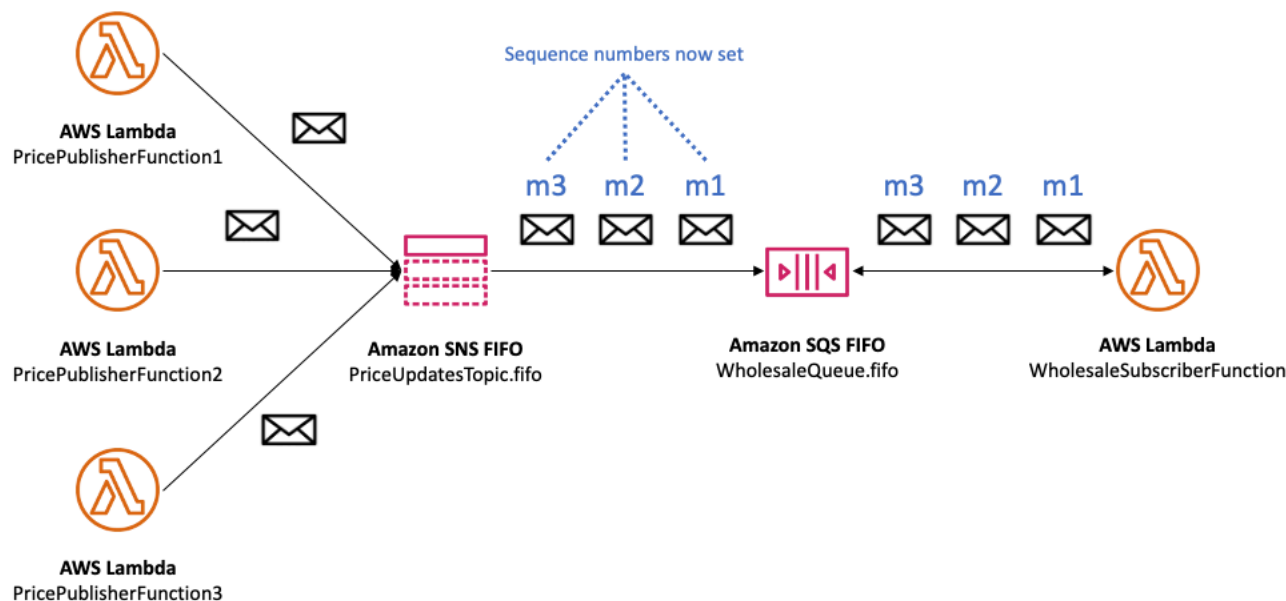 Sequence numbers now set
AWS Lambda
PricePublisherFunction1
m3 m2 m1
m3 m2 m1
AWS Lambda
PricePublisherFunction2
Amazon SNS FIFO
PriceUpdatesTopic.fifo
Amazon SQS FIFO
WholesaleQueue.fifo
AWS Lambda
WholesaleSubscriberFunction
AWS Lambda
PricePublisherFunction3